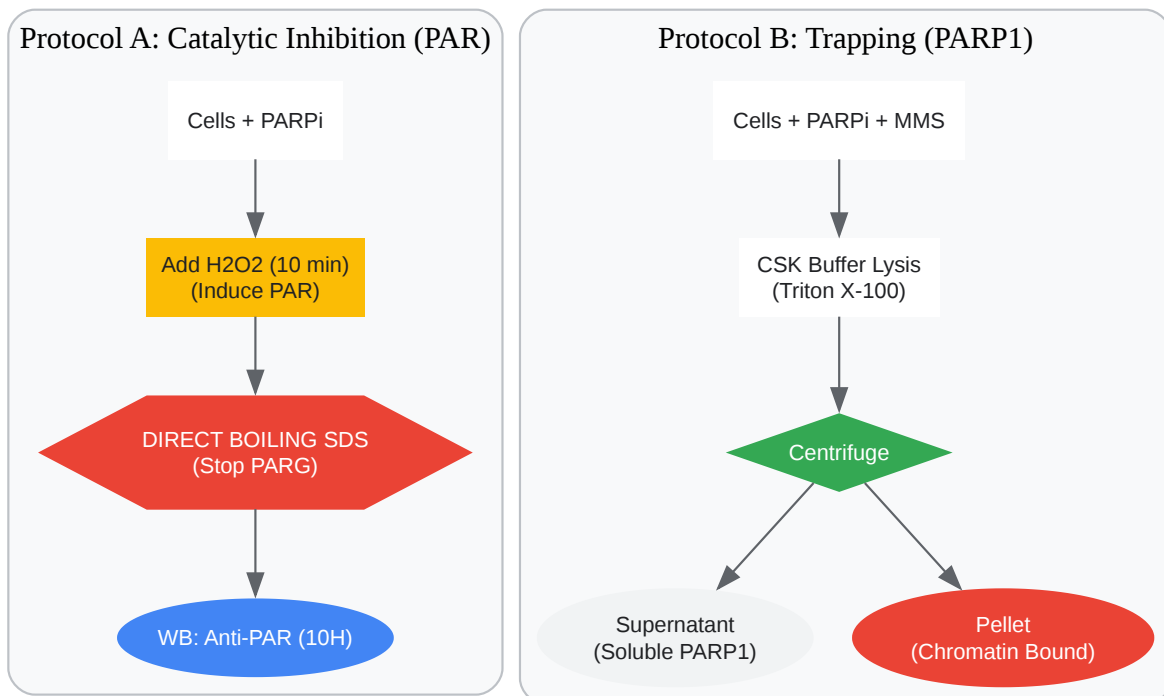 Protocol A: Catalytic Inhibition (PAR)
Cells + PARPi
Add H2O2 (10 min)
(Induce PAR)
DIRECT BOILING SDS
(Stop PARG)
WB: Anti-PAR (10H)
Protocol B: Trapping (PARP1)
Cells + PARPi + MMS
CSK Buffer Lysis
(Triton X-100)
Centrifuge
Supernatant
(Soluble PARP1)
Pellet
(Chromatin Bound)